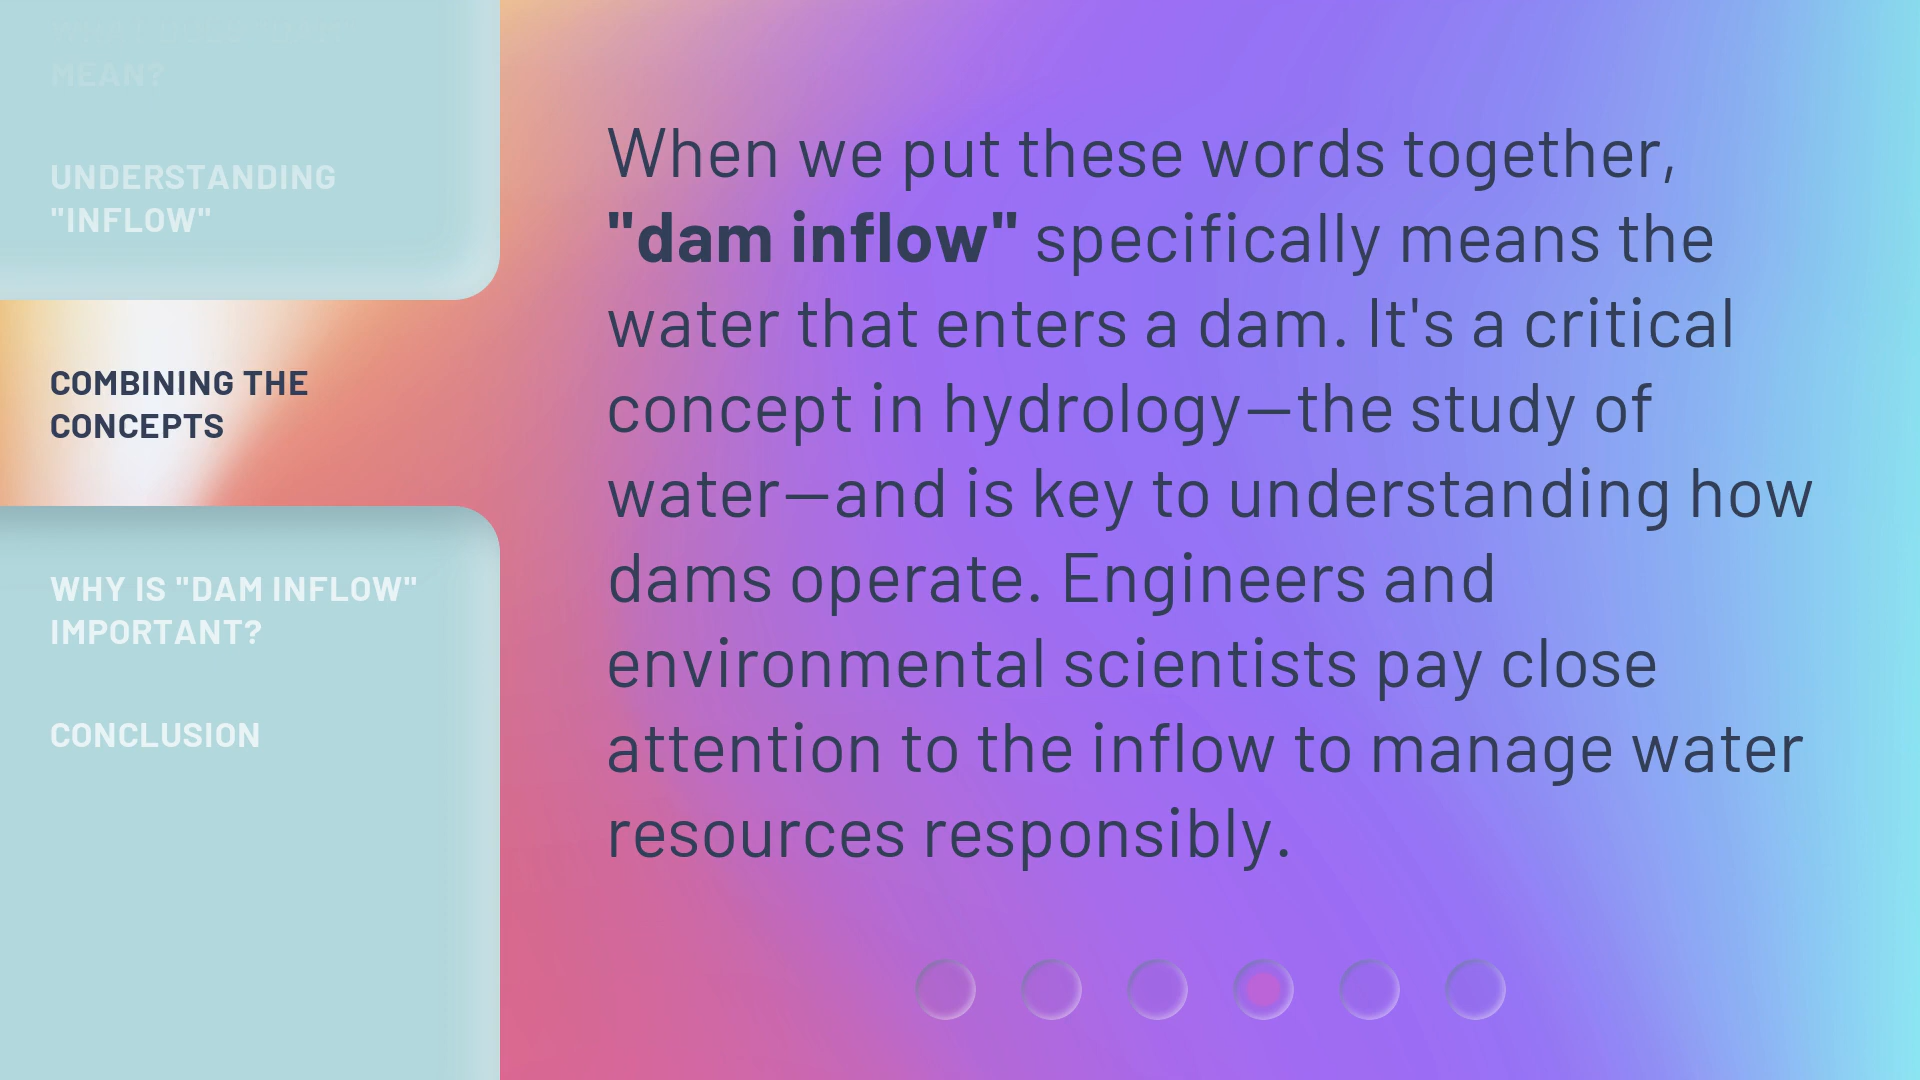 MEAN?
UNDERSTANDING
"INFLOW"
COMBINING THE
CONCEPTS
WHY IS "DAM INFLOW"
IMPORTANT?
CONCLUSION
When we put these words together,
"dam inflow" specifically means the
water that enters a dam. It's a critical
concept in hydrology—the study of
water—and is key to understanding how
dams operate. Engineers and
environmental scientists pay close
attention to the inflow to manage water
resources responsibly.